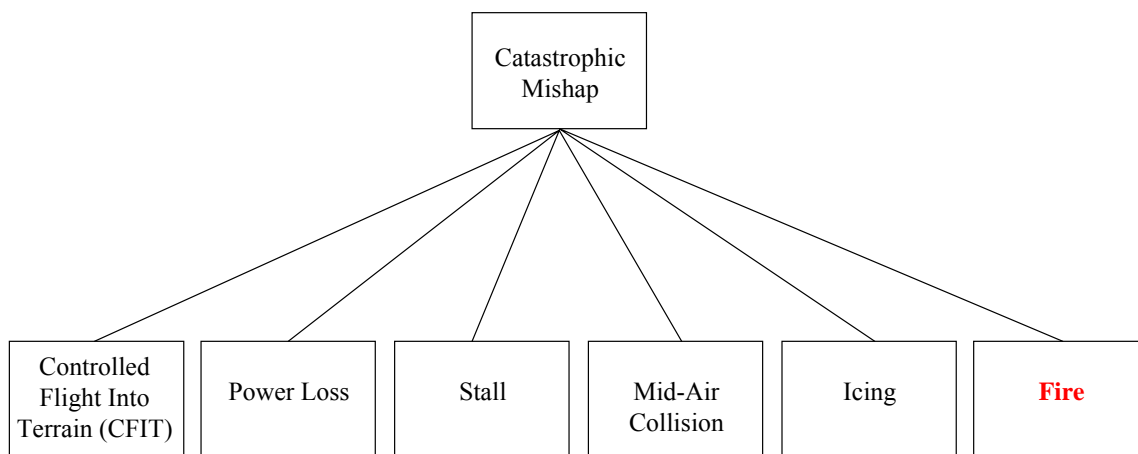 Catastrophic
Mishap
Controlled
Flight Into
Terrain (CFIT)
Power Loss
Stall
Mid-Air
Collision
Icing
Fire